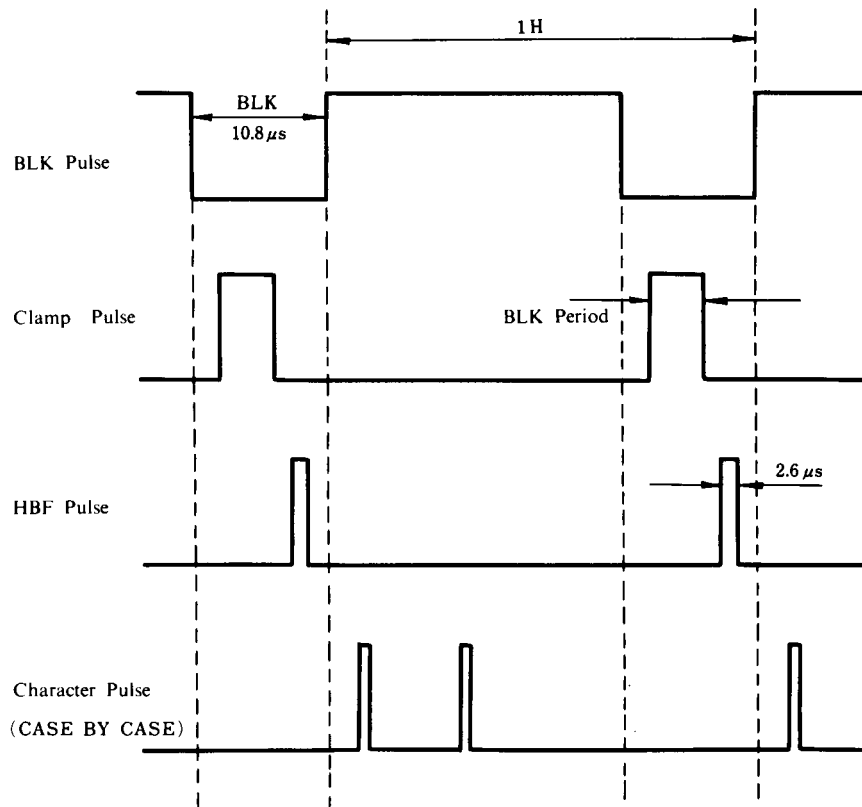 1H
BLK
10.8 μs
BLK Pulse
Clamp Pulse
BLK Period
2.6 μs
HBF Pulse
Character Pulse
(CASE BY CASE)